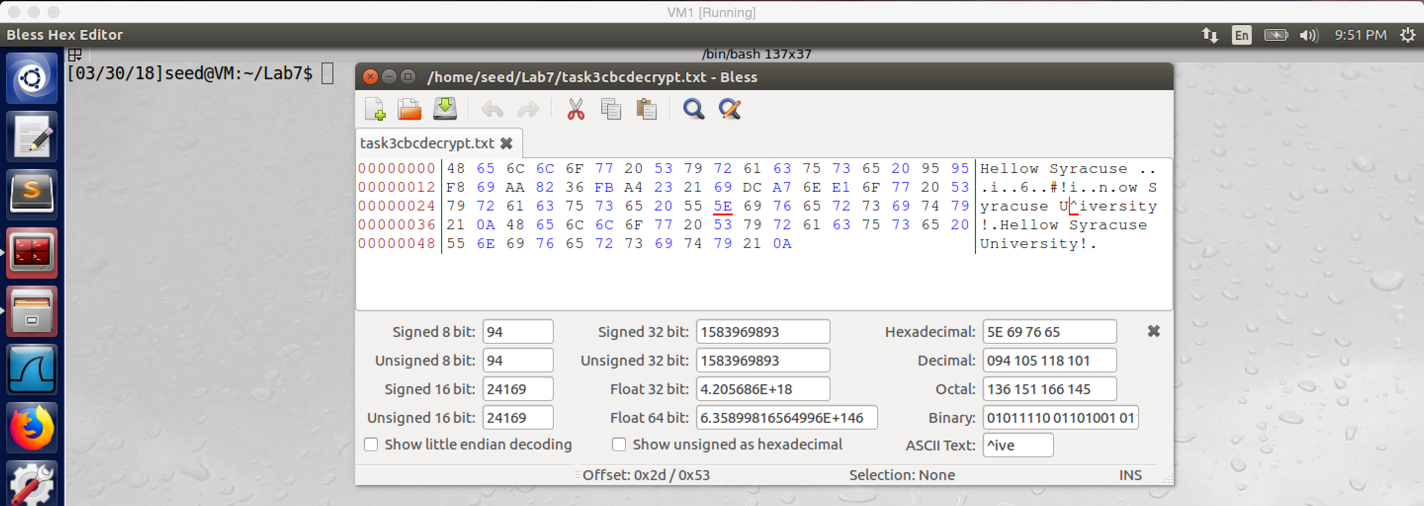 VM1 [Running]
Bless Hex Editor
En
9:51 PM
/bin/bash 137x37
[03/30/18]seed@VM:~/Lab7$
/home/seed/Lab7/task3cbcdecrypt.txt - Bless
task3cbcdecrypt.txt
00000000 48 65 6C 6C 6F 77 20 53 79 72 61 63 75 73 65 20 95 95 Hellow Syracuse ..
00000012 F8 69 AA 82 36 FB A4 23 21 69 DC A7 6E E1 6F 77 20 53 .i..6..#!i..n.ow S
00000024 79 72 61 63 75 73 65 20 55 5E 69 76 65 72 73 69 74 79 yracuse U^iversity
00000036 21 0A 48 65 6C 6C 6F 77 20 53 79 72 61 63 75 73 65 20 !.Hellow Syracuse
00000048 55 6E 69 76 65 72 73 69 74 79 21 0A University!.
Signed 8 bit: 94 Signed 32 bit: 1583969893 Hexadecimal: 5E 69 76 65
Unsigned 8 bit: 94 Unsigned 32 bit: 1583969893 Decimal: 094 105 118 101
Signed 16 bit: 24169 Float 32 bit: 4.205686E+18 Octal: 136 151 166 145
Unsigned 16 bit: 24169 Float 64 bit: 6.35899816564996E+146 Binary: 01011110 01101001 01
Show little endian decoding Show unsigned as hexadecimal ASCII Text: ^ive
Offset: 0x2d / 0x53 Selection: None INS